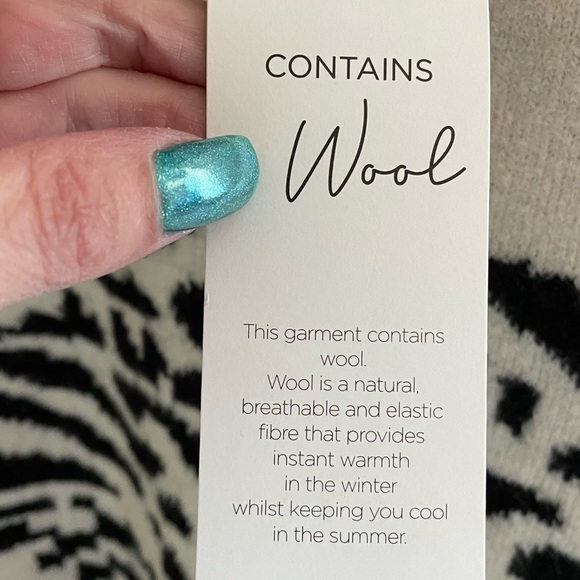 CONTAINS
Wool
This garment contains
wool.
Wool is a natural,
breathable and elastic
fibre that provides
instant warmth
in the winter
whilst keeping you cool
in the summer.